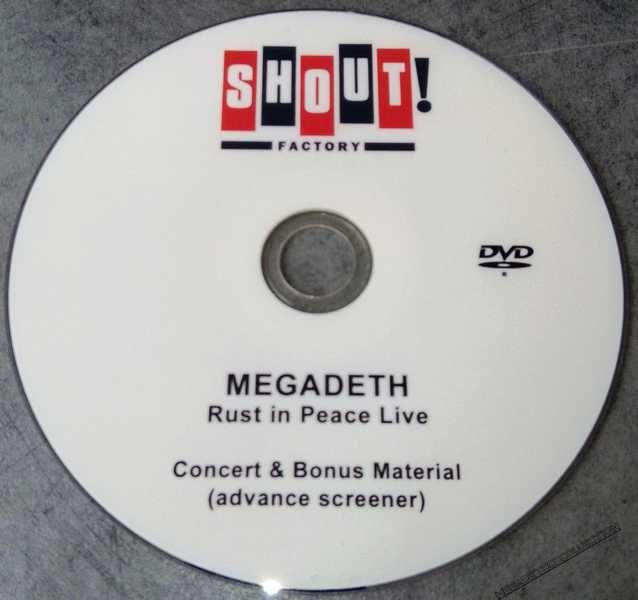 SHOUT!
FACTORY
DVD
R
MEGADETH
Rust in Peace Live
Concert & Bonus Material
(advance screener)